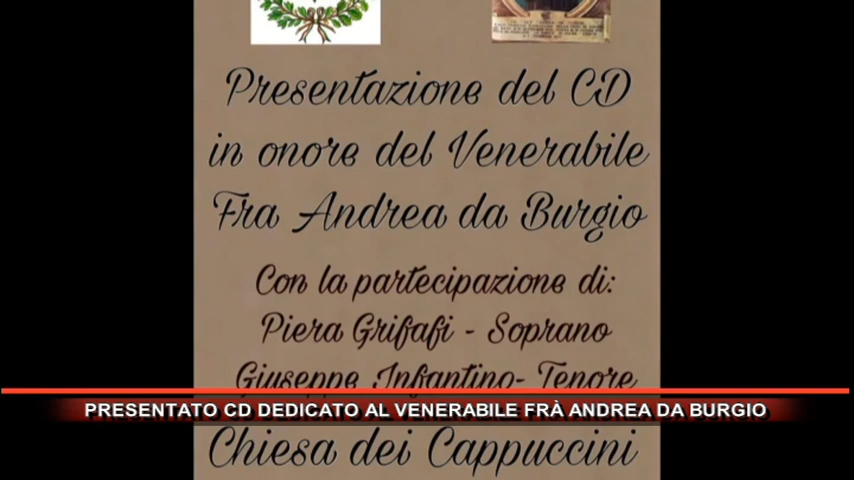 Presentazione del CD
in onore del Venerabile
Fra Andrea da Burgio
Con la partecipazione di:
Piera Grifafi - Soprano
Giuseppe Infantino- Tenore
PRESENTATO CD DEDICATO AL VENERABILE FRÀ ANDREA DA BURGIO
Chiesa dei Cappuccini